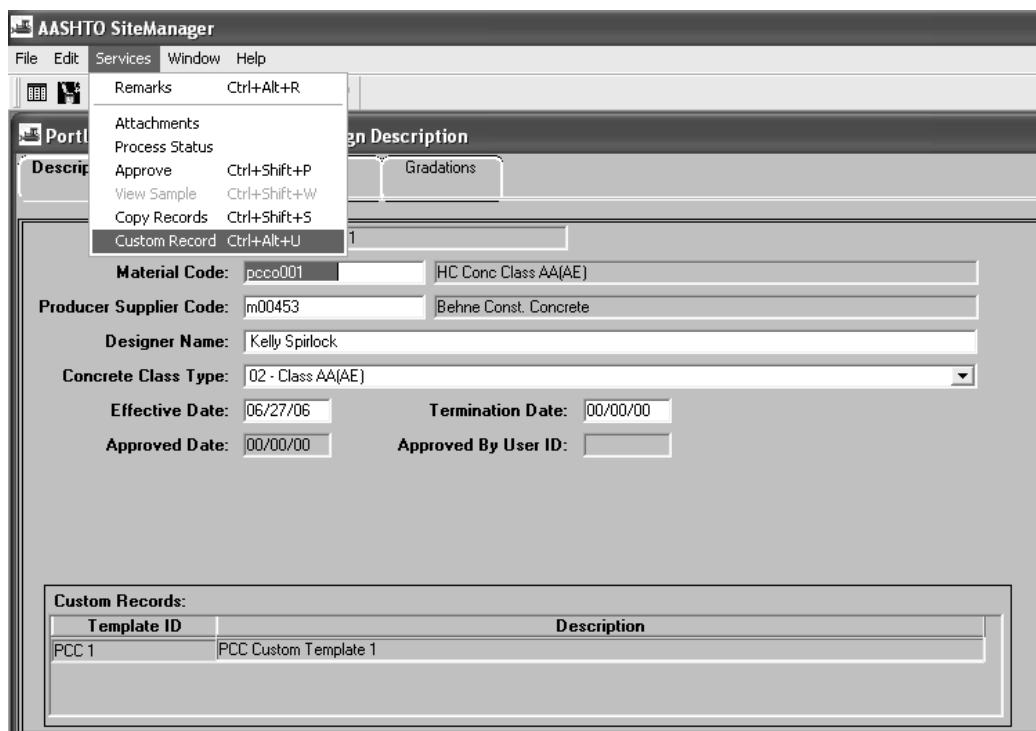 AASHTO SiteManager
File Edit Services Window Help
Remarks Ctrl+Alt+R
Attachments
Process Status
Approve Ctrl+Shift+P
View Sample Ctrl+Shift+W
Copy Records Ctrl+Shift+S
Custom Record Ctrl+Alt+U
Portl gn Description
Descrip Gradations
1
Material Code: pcco001 HC Conc Class AA(AE)
Producer Supplier Code: m00453 Behne Const. Concrete
Designer Name: Kelly Spirlock
Concrete Class Type: 02 - Class AA(AE)
Effective Date: 06/27/06 Termination Date: 00/00/00
Approved Date: 00/00/00 Approved By User ID:
Custom Records:
Template ID Description
PCC 1 PCC Custom Template 1